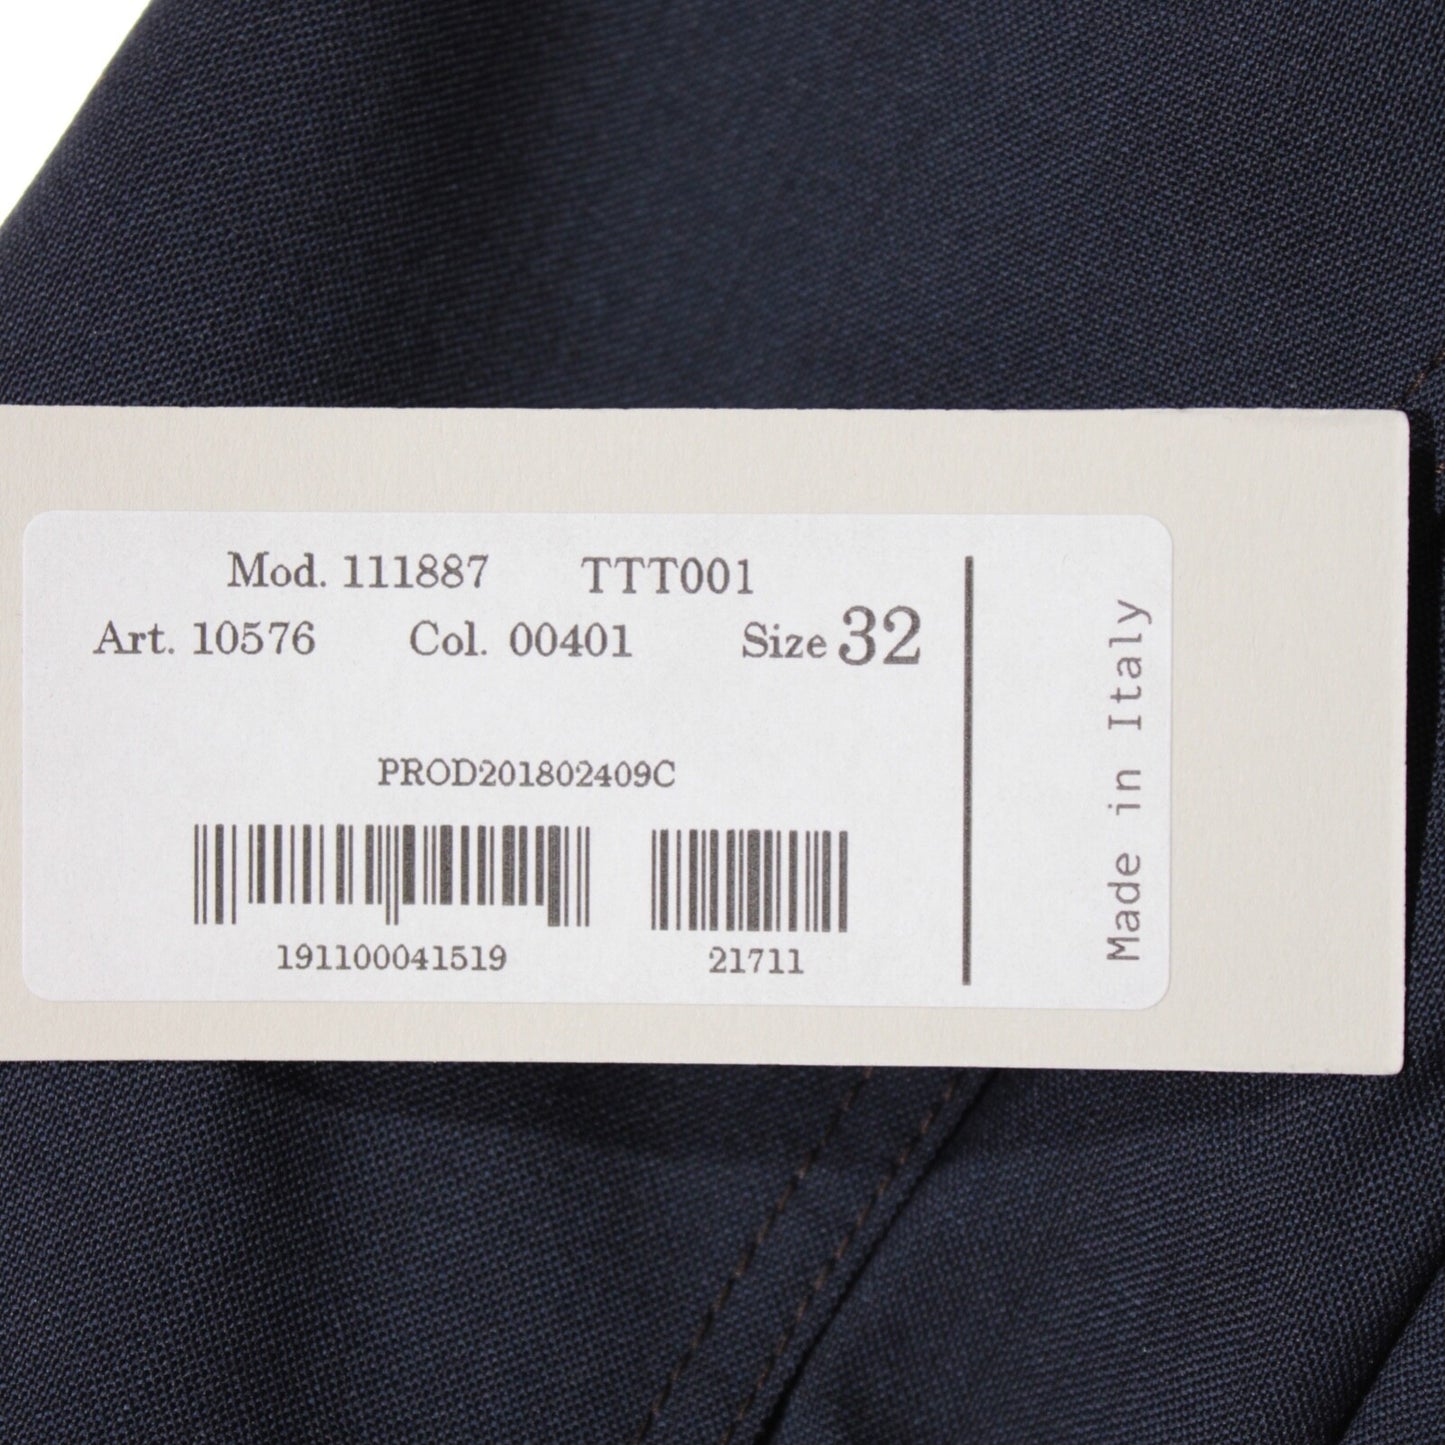 Mod. 111887 TTT001
Art. 10576 Col. 00401 Size 32
PROD201802409C
191100041519 21711
Made in Italy